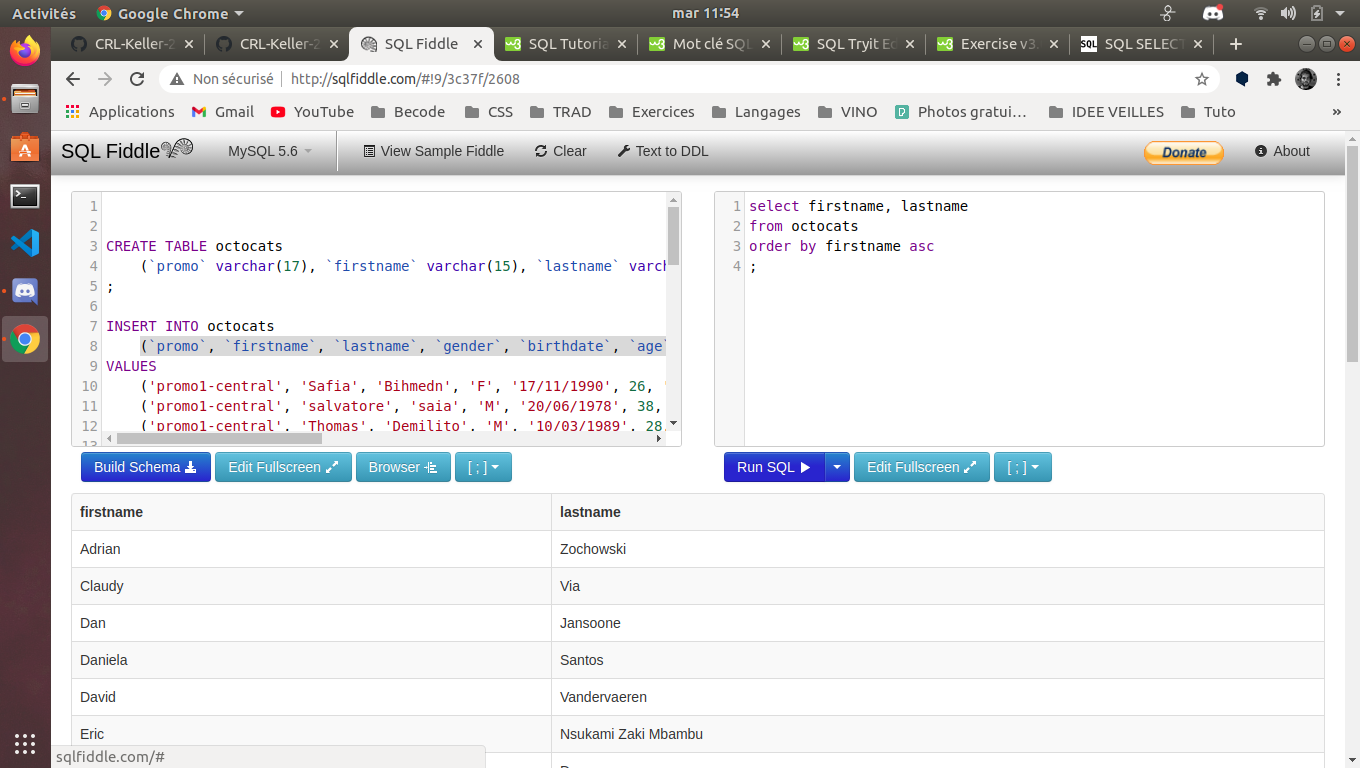 Activités Google Chrome mar 11:54
CRL-Keller-2 CRL-Keller-2 SQL Fiddle SQL Tutoria Mot clé SQL SQL Tryit Ed Exercise v3. SQL SQL SELECT
Non sécurisé http://sqlfiddle.com/#!9/3c37f/2608
Applications Gmail YouTube Becode CSS TRAD Exercices Langages VINO Photos gratui… IDEE VEILLES Tuto »
SQL Fiddle MySQL 5.6 View Sample Fiddle Clear Text to DDL Donate About
1
2
3 CREATE TABLE octocats
4 (`promo` varchar(17), `firstname` varchar(15), `lastname` varch
5 ;
6
7 INSERT INTO octocats
8 (`promo`, `firstname`, `lastname`, `gender`, `birthdate`, `age`
9 VALUES
10 ('promo1-central', 'Safia', 'Bihmedn', 'F', '17/11/1990', 26, '
11 ('promo1-central', 'salvatore', 'saia', 'M', '20/06/1978', 38,
12 ('promo1-central', 'Thomas', 'Demilito', 'M', '10/03/1989', 28,
13
1 select firstname, lastname
2 from octocats
3 order by firstname asc
4 ;
Build Schema Edit Fullscreen Browser [ ; ] Run SQL Edit Fullscreen [ ; ]
firstname lastname
Adrian Zochowski
Claudy Via
Dan Jansoone
Daniela Santos
David Vandervaeren
Eric Nsukami Zaki Mbambu
sqlfiddle.com/#